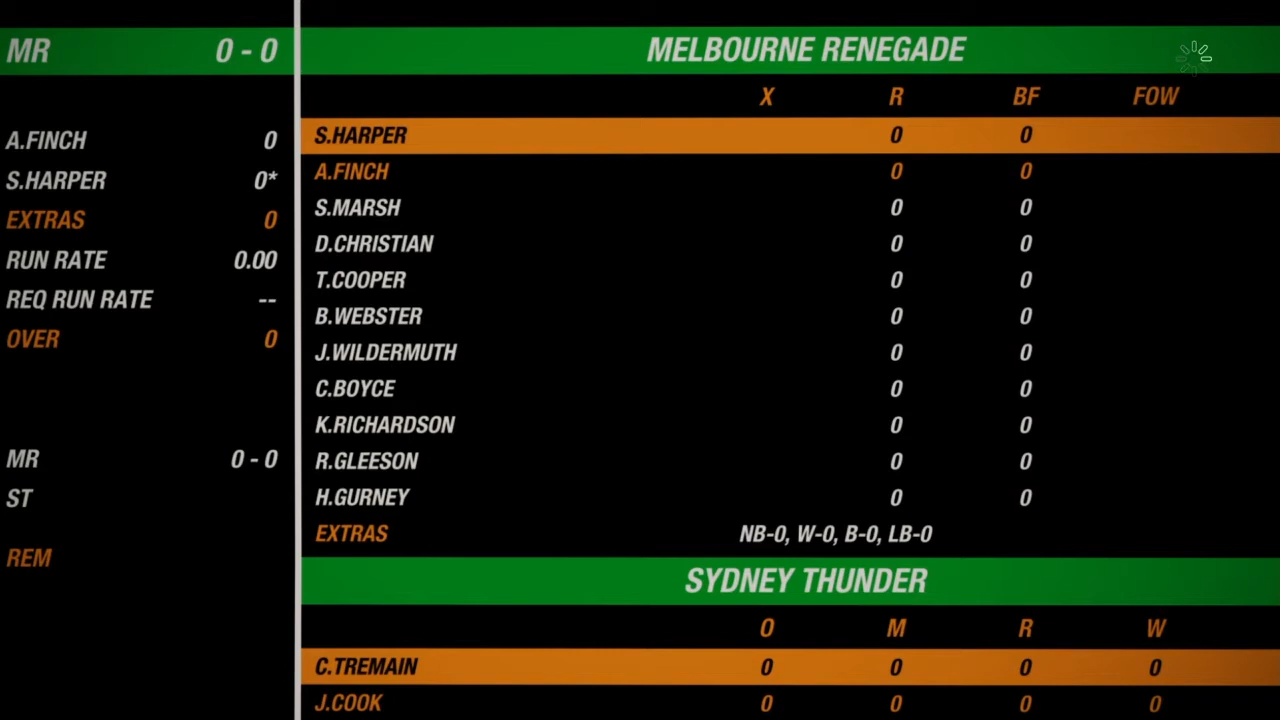 MR 0 - 0
A.FINCH 0
S.HARPER 0*
EXTRAS 0
RUN RATE 0.00
REQ RUN RATE --
OVER 0
MR 0 - 0
ST
REM
MELBOURNE RENEGADE
X R BF FOW
S.HARPER 0 0
A.FINCH 0 0
S.MARSH 0 0
D.CHRISTIAN 0 0
T.COOPER 0 0
B.WEBSTER 0 0
J.WILDERMUTH 0 0
C.BOYCE 0 0
K.RICHARDSON 0 0
R.GLEESON 0 0
H.GURNEY 0 0
EXTRAS NB-0, W-0, B-0, LB-0
SYDNEY THUNDER
O M R W
C.TREMAIN 0 0 0 0
J.COOK 0 0 0 0